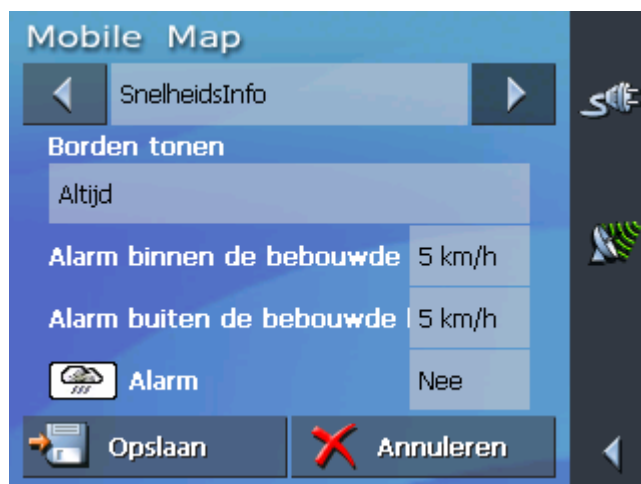 Mobile Map
SnelheidsInfo
Borden tonen
Altijd
Alarm binnen de bebouwde 5 km/h
Alarm buiten de bebouwde 5 km/h
Alarm Nee
Opslaan Annuleren